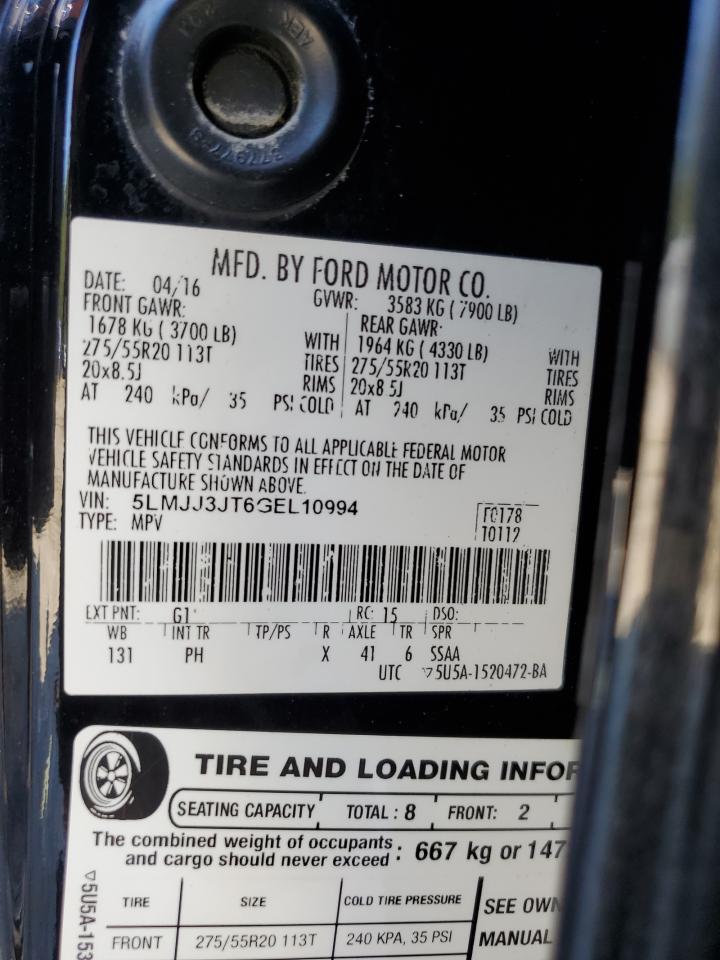 MFD. BY FORD MOTOR CO.
DATE: 04/16
GVWR: 3583 KG ( 7900 LB)
FRONT GAWR:
REAR GAWR:
1678 KG ( 3700 LB) WITH
1964 KG ( 4330 LB) WITH
275/55R20 113T TIRES
275/55R20 113T TIRES
20x8.5J RIMS
20x8.5J RIMS
AT 240 kPa/ 35 PSI COLD
AT 240 kPa/ 35 PSI COLD
THIS VEHICLE CONFORMS TO ALL APPLICABLE FEDERAL MOTOR
VEHICLE SAFETY STANDARDS IN EFFECT ON THE DATE OF
MANUFACTURE SHOWN ABOVE.
VIN: 5LMJJ3JT6GEL10994
TYPE: MPV
F0178
T0112
EXT PNT: G1 RC: 15 DSO:
WB INT TR TP/PS R AXLE TR SPR
131 PH X 41 6 SSAA
UTC ▽5U5A-1520472-BA
TIRE AND LOADING INFOR
SEATING CAPACITY TOTAL : 8 FRONT: 2
The combined weight of occupants
and cargo should never exceed : 667 kg or 147
TIRE SIZE COLD TIRE PRESSURE
SEE OWN
MANUAL
FRONT 275/55R20 113T 240 KPA, 35 PSI
▽5U5A-153